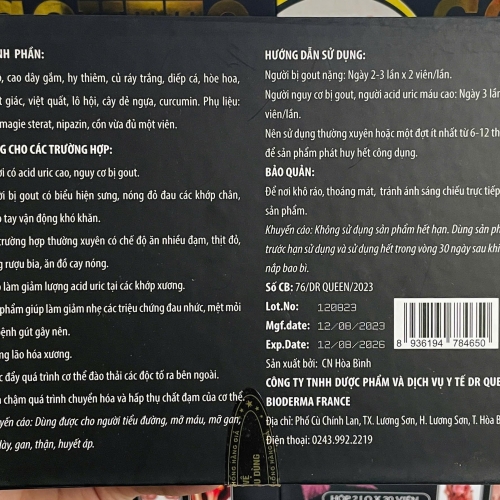 NH PHẦN:
, cao dây gắm, hy thiêm, củ ráy trắng, diếp cá, hòe hoa,
t giác, việt quất, lô hội, cây dẻ ngựa, curcumin. Phụ liệu:
magie sterat, nipazin, cồn vừa đủ một viên.
G CHO CÁC TRƯỜNG HỢP:
i có acid uric cao, nguy cơ bị gout.
i bị gout có biểu hiện sưng, nóng đỏ đau các khớp chân,
p tay vận động khó khăn.
trường hợp thường xuyên có chế độ ăn nhiều đạm, thịt đỏ,
g rượu bia, ăn đồ cay nóng.
làm giảm lượng acid uric tại các khớp xương.
phẩm giúp làm giảm nhẹ các triệu chứng đau nhức, mệt mỏi
ệnh gút gây nên.
ng lão hóa xương.
c đẩy quá trình cơ thể đào thải các độc tố ra bên ngoài.
chậm quá trình chuyển hóa và hấp thụ chất đạm của cơ thể.
yến cáo: Dùng được cho người tiểu đường, mỡ máu, mỡ gan,
dày, gan, thận, huyết áp.
HƯỚNG DẪN SỬ DỤNG:
Người bị gout nặng: Ngày 2-3 lần x 2 viên/lần.
Người nguy cơ bị gout, người acid uric máu cao: Ngày 3 lần
viên/lần.
Nên sử dụng thường xuyên hoặc một đợt ít nhất từ 6-12 th
để sản phẩm phát huy hết công dụng.
BẢO QUẢN:
Để nơi khô ráo, thoáng mát, tránh ánh sáng chiếu trực tiếp
sản phẩm.
Khuyến cáo: Không sử dụng sản phẩm hết hạn. Dùng sản ph
trước hạn sử dụng và sử dụng hết trong vòng 30 ngày sau khi
nắp bao bì.
Số CB: 76/DR QUEEN/2023
Lot.No: 120823
Mgf.date: 12/08/2023
Exp.Date: 12/08/2026
8 936194 784650
Sản xuất bởi: CN Hòa Bình
CÔNG TY TNHH DƯỢC PHẨM VÀ DỊCH VỤ Y TẾ DR QUE
BIODERMA FRANCE
Địa chỉ: Phố Cù Chính Lan, TX. Lương Sơn, H. Lương Sơn, T. Hòa B
Điện thoại: 0243.992.2219